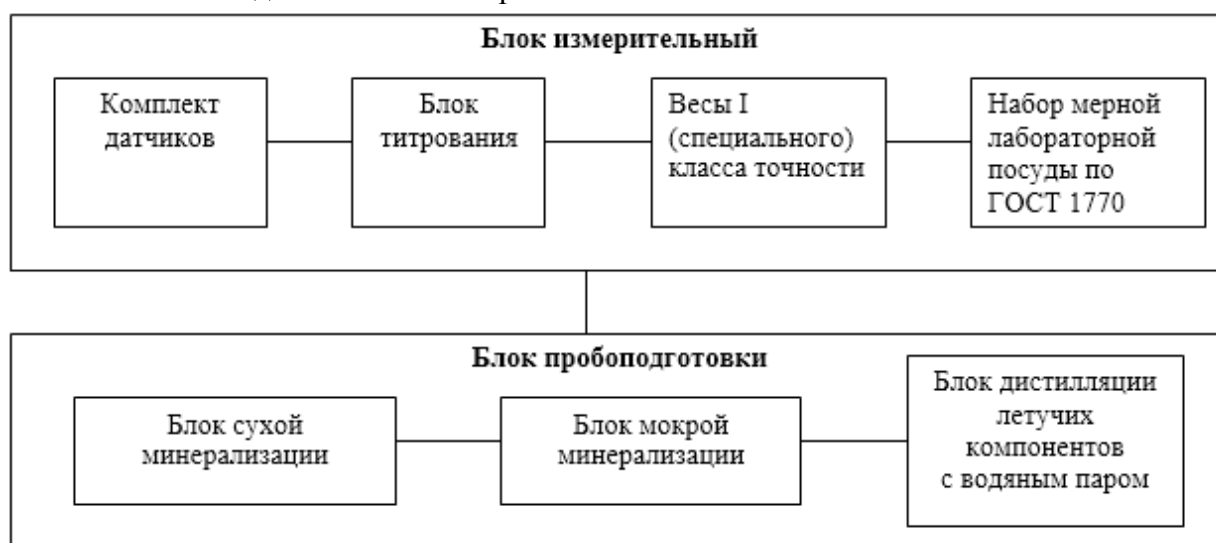 Блок измерительный
Комплект
датчиков
Блок
титрования
Весы I
(специального)
класса точности
Набор мерной
лабораторной
посуды по
ГОСТ 1770
Блок пробоподготовки
Блок сухой
минерализации
Блок мокрой
минерализации
Блок дистилляции
летучих
компонентов
с водяным паром